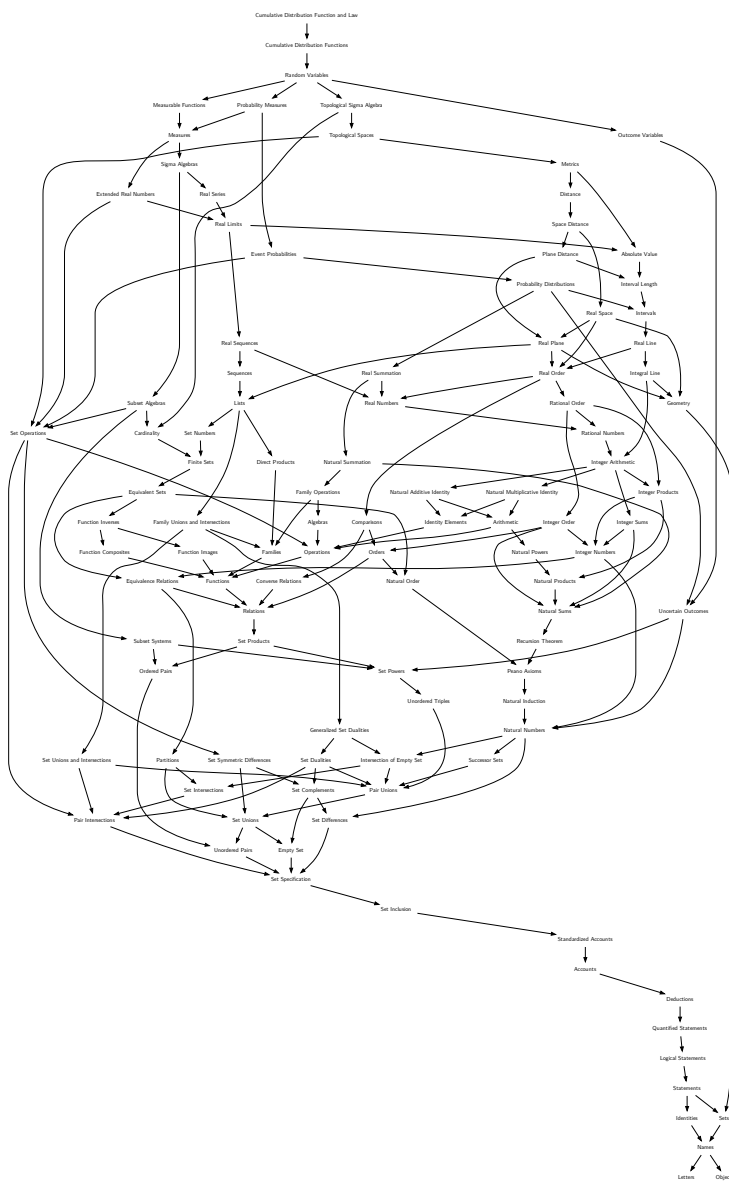 Cumulative Distribution Function and Law
Cumulative Distribution Functions
Random Variables
Measurable Functions
Probability Measures
Topological Sigma Algebra
Measures
Topological Spaces
Outcome Variables
Sigma Algebras
Metrics
Extended Real Numbers
Real Series
Distance
Real Limits
Space Distance
Event Probabilities
Plane Distance
Absolute Value
Probability Distributions
Interval Length
Real Space
Intervals
Real Sequences
Real Plane
Real Line
Sequences
Real Summation
Real Order
Integral Line
Subset Algebras
Lists
Real Numbers
Rational Order
Geometry
Set Operations
Cardinality
Set Numbers
Rational Numbers
Finite Sets
Direct Products
Natural Summation
Integer Arithmetic
Equivalent Sets
Family Operations
Natural Additive Identity
Natural Multiplicative Identity
Integer Products
Function Inverses
Family Unions and Intersections
Algebras
Comparisons
Identity Elements
Arithmetic
Integer Order
Integer Sums
Function Composites
Function Images
Families
Operations
Orders
Natural Powers
Integer Numbers
Equivalence Relations
Functions
Converse Relations
Natural Order
Natural Products
Relations
Natural Sums
Uncertain Outcomes
Subset Systems
Set Products
Recursion Theorem
Ordered Pairs
Set Powers
Peano Axioms
Unordered Triples
Natural Induction
Generalized Set Dualities
Natural Numbers
Set Unions and Intersections
Partitions
Set Symmetric Differences
Set Dualities
Intersection of Empty Set
Successor Sets
Set Intersections
Set Complements
Pair Unions
Pair Intersections
Set Unions
Set Differences
Unordered Pairs
Empty Set
Set Specification
Set Inclusion
Standardized Accounts
Accounts
Deductions
Quantified Statements
Logical Statements
Statements
Identities
Sets
Names
Letters
Objec